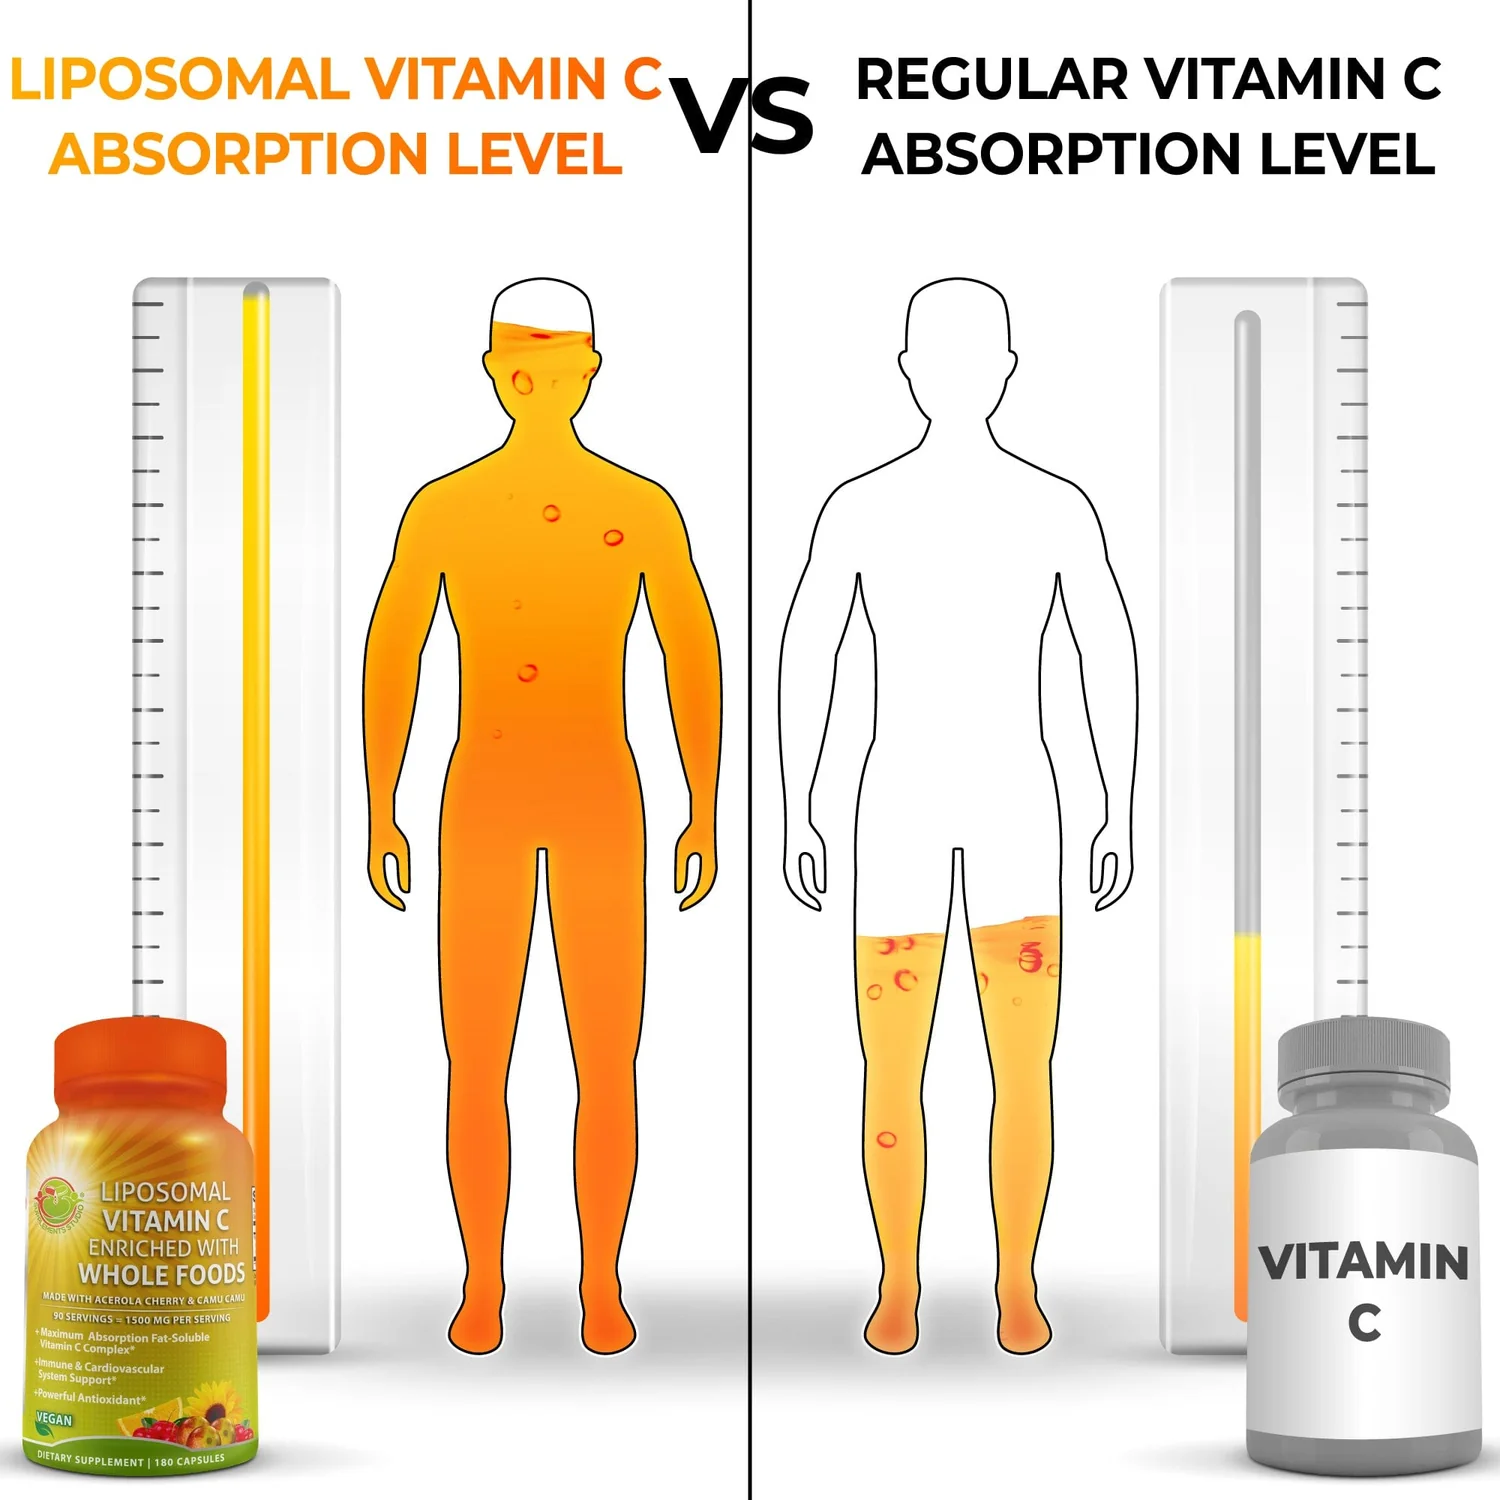 LIPOSOMAL VITAMIN C
ABSORPTION LEVEL
VS
REGULAR VITAMIN C
ABSORPTION LEVEL
LIPOSOMAL
VITAMIN C
ENRICHED WITH
WHOLE FOODS
MADE WITH ACEROLA CHERRY & CAMU CAMU
90 SERVINGS = 1500 MG PER SERVING
+Maximum Absorption Fat-Soluble
Vitamin C Complex*
+Immune & Cardiovascular
System Support*
+Powerful Antioxidant*
VEGAN
DIETARY SUPPLEMENT | 180 CAPSULES
VITAMIN
C